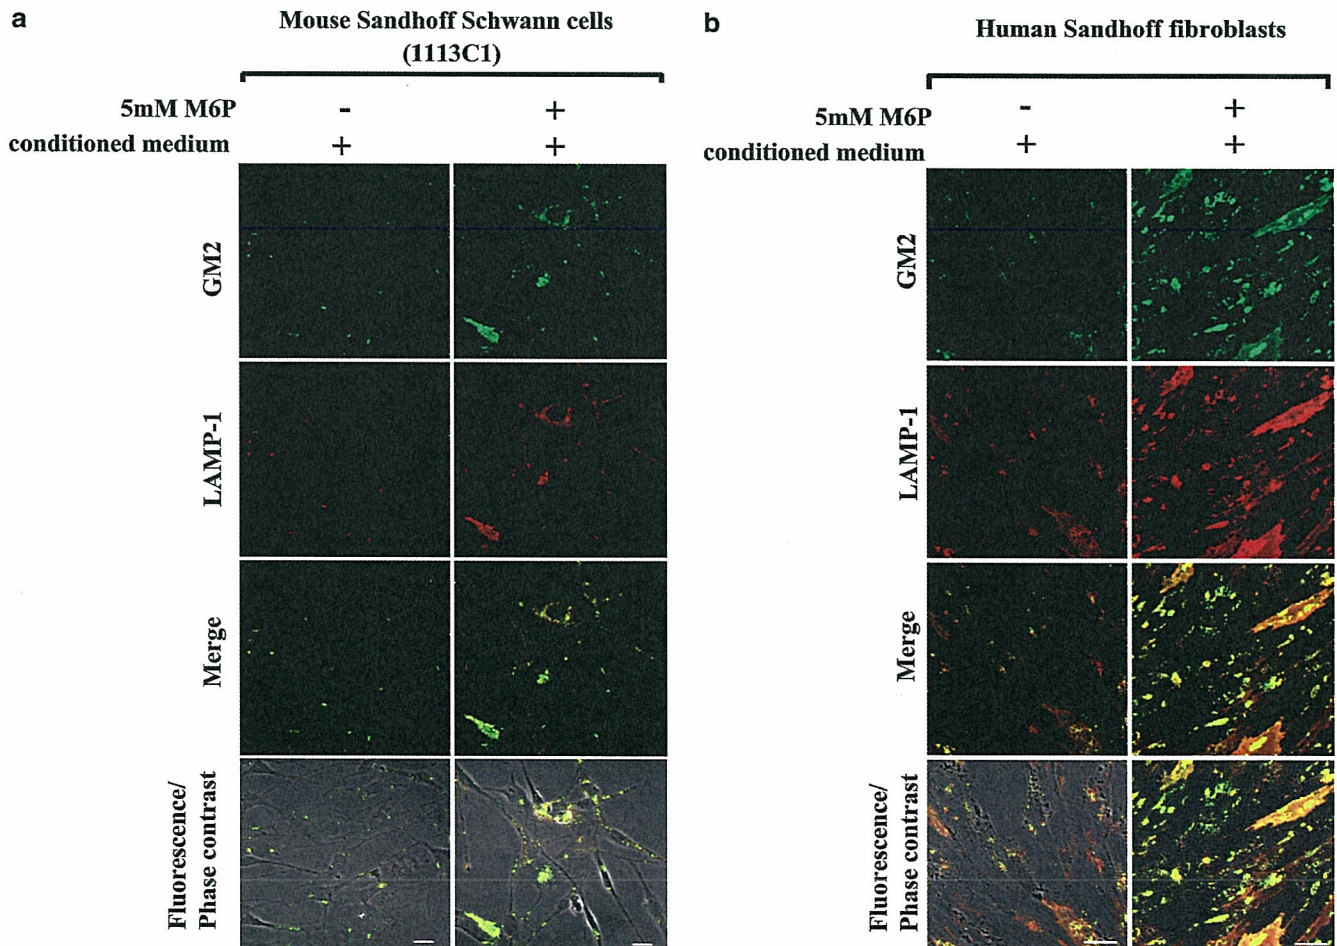 a
Mouse Sandhoff Schwann cells
(1113C1)
5mM M6P - +
conditioned medium + +
GM2
LAMP-1
Merge
Fluorescence/
Phase contrast
b
Human Sandhoff fibroblasts
5mM M6P - +
conditioned medium + +
GM2
LAMP-1
Merge
Fluorescence/
Phase contrast